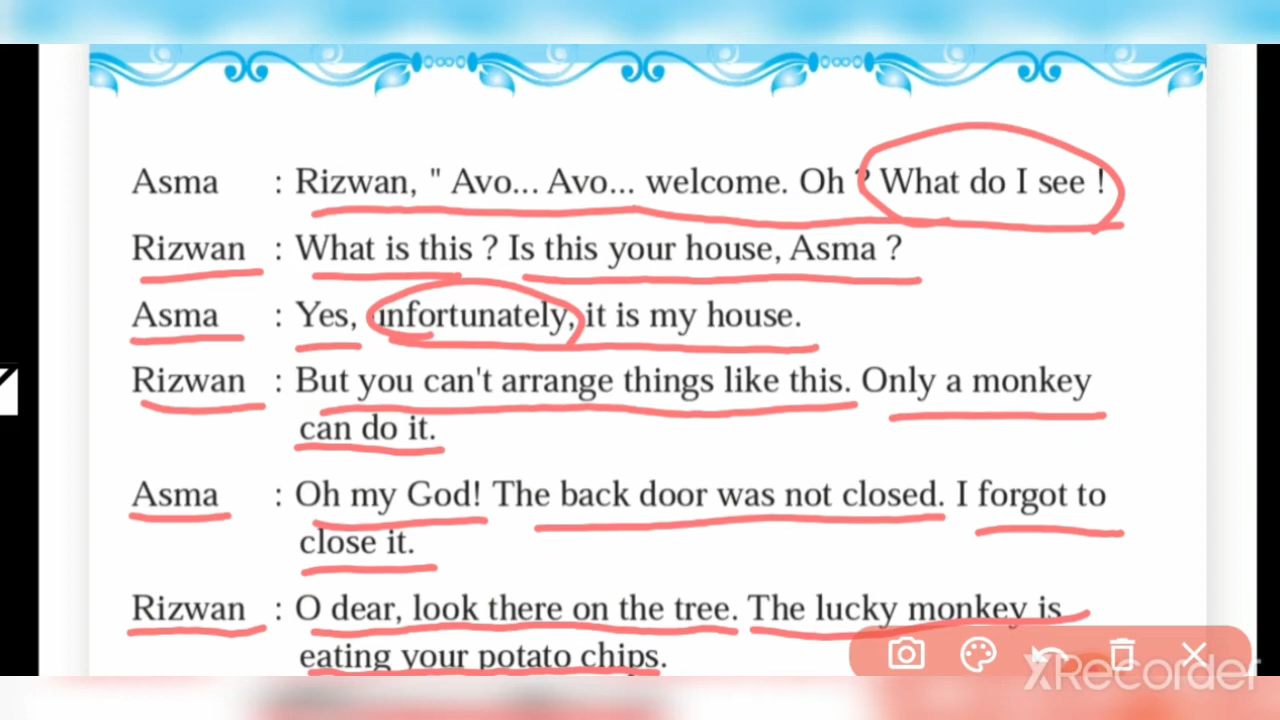 Asma : Rizwan, " Avo... Avo... welcome. Oh ? What do I see !
Rizwan : What is this ? Is this your house, Asma ?
Asma : Yes, unfortunately, it is my house.
Rizwan : But you can't arrange things like this. Only a monkey
can do it.
Asma : Oh my God! The back door was not closed. I forgot to
close it.
Rizwan : O dear, look there on the tree. The lucky monkey is
eating your potato chips.
XRecorder